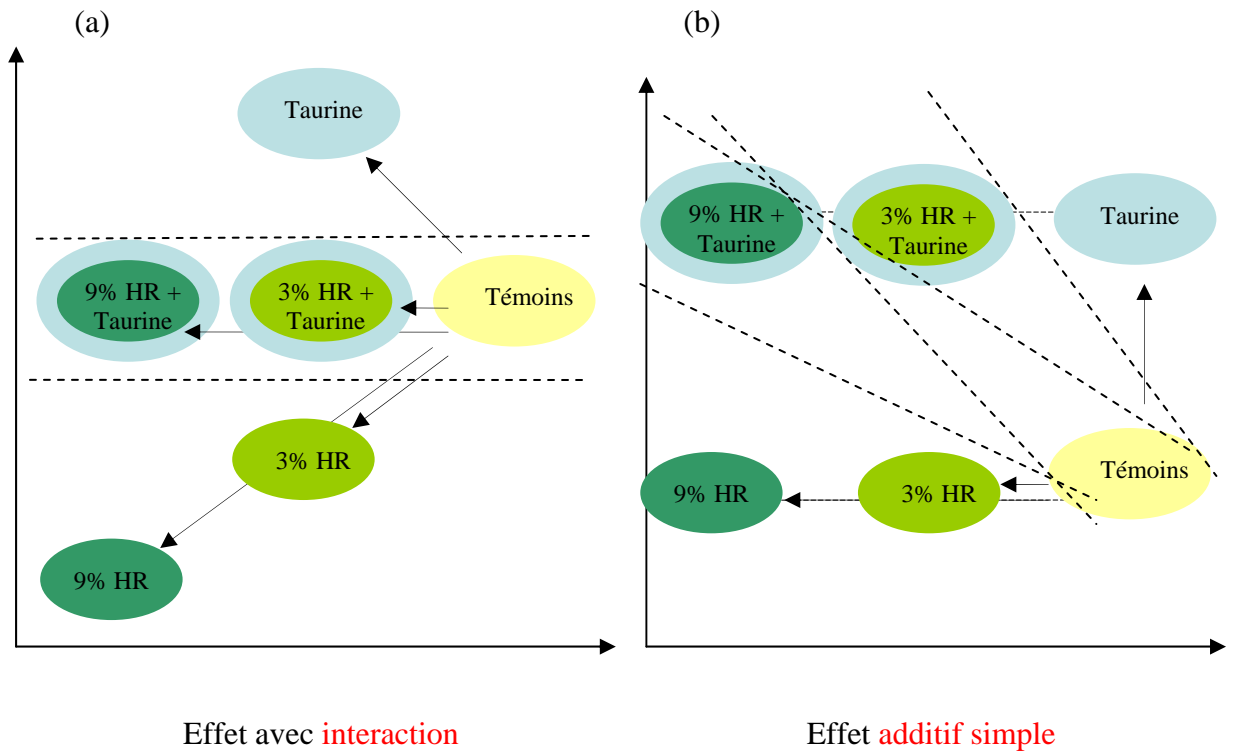 (a)
Taurine
9% HR +
Taurine
3% HR +
Taurine
Témoins
3% HR
9% HR
Effet avec interaction
(b)
9% HR +
Taurine
3% HR +
Taurine
Taurine
Témoins
9% HR
3% HR
Effet additif simple